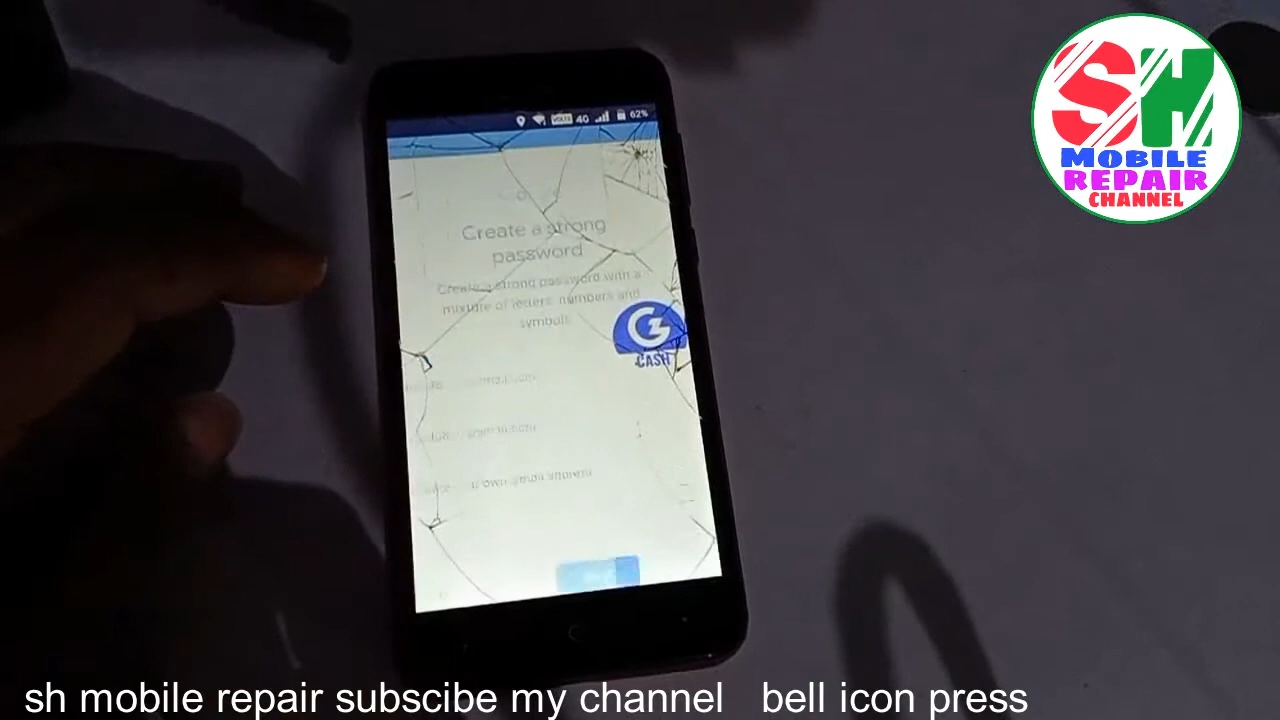 SH
MOBILE
REPAIR
CHANNEL
VOLTE 4G 62%
Create a strong
password
Create a strong password with a
mixture of letters, numbers and
symbols
G
CASH
sh mobile repair subscibe my channel bell icon press